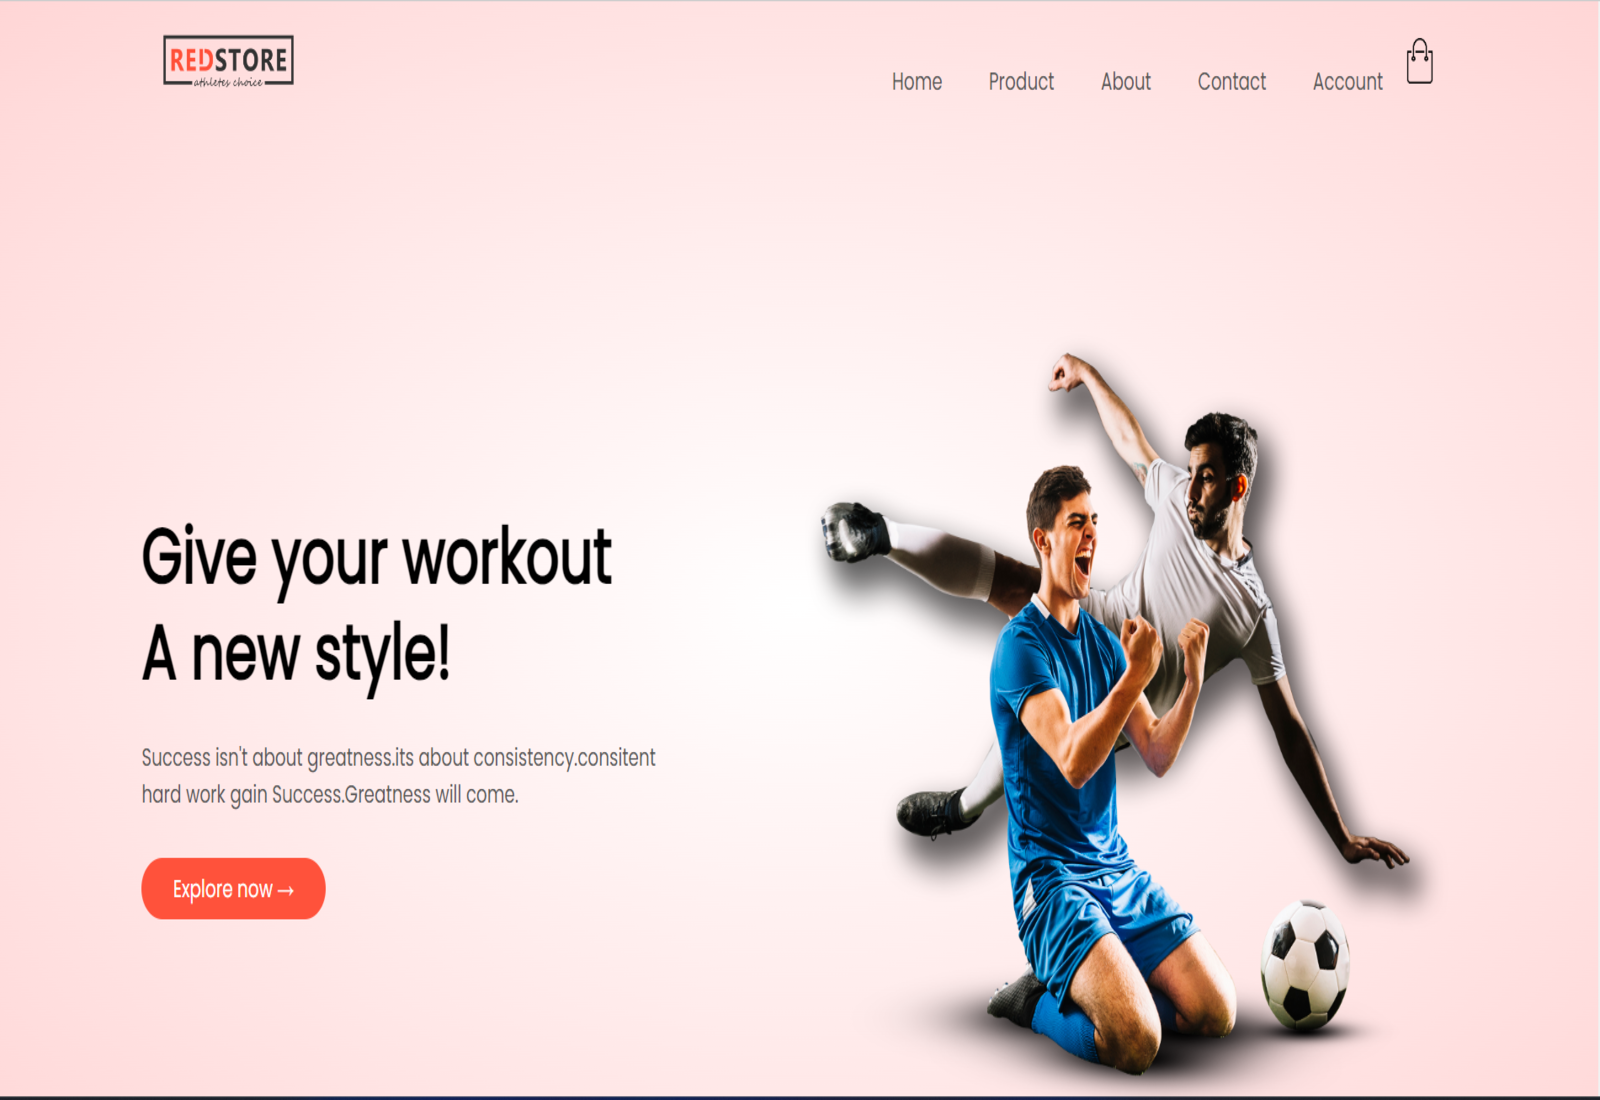 REDSTORE
athletes choice
Home Product About Contact Account
Give your workout
A new style!
Success isn't about greatness.its about consistency.consitent
hard work gain Success.Greatness will come.
Explore now →